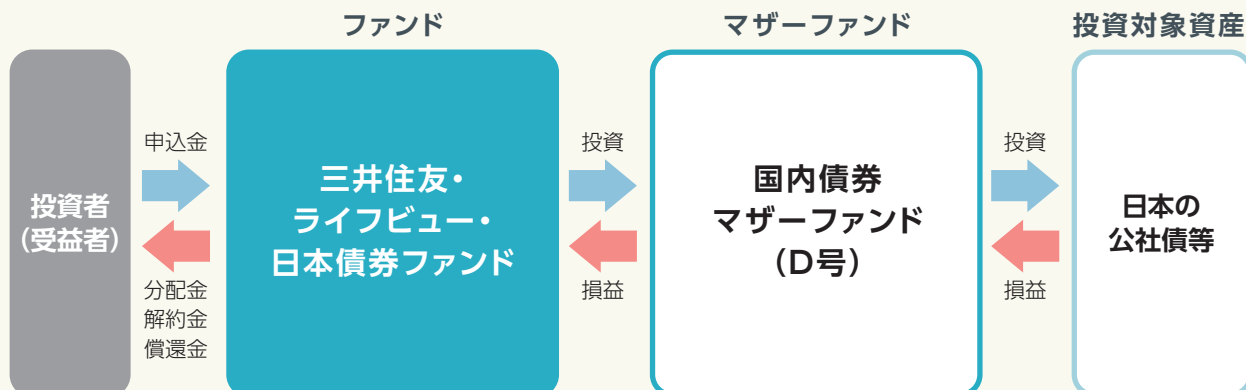 ファンド
マザーファンド
投資対象資産
投資者
(受益者)
申込金
分配金
解約金
償還金
三井住友・
ライフビュー・
日本債券ファンド
投資
損益
国内債券
マザーファンド
(D号)
投資
損益
日本の
公社債等